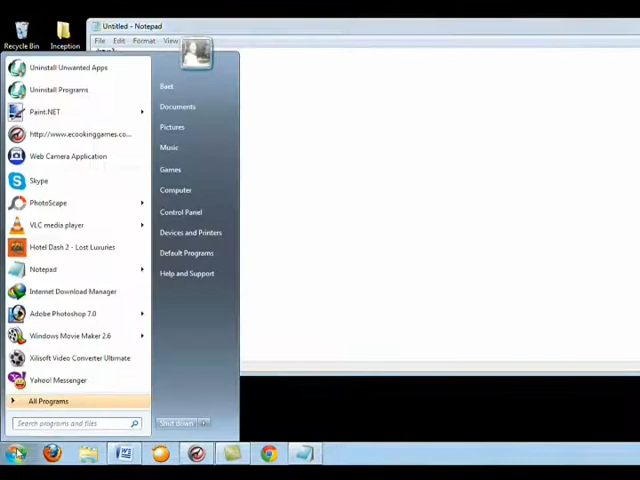 Untitled - Notepad
Recycle Bin
Inception
File Edit Format View
Uninstall Unwanted Apps
Uninstall Programs
Paint.NET
http://www.ecookinggames.co...
Web Camera Application
Skype
PhotoScape
VLC media player
Hotel Dash 2 - Lost Luxuries
Notepad
Internet Download Manager
Adobe Photoshop 7.0
Windows Movie Maker 2.6
Xilisoft Video Converter Ultimate
Yahoo! Messenger
All Programs
Search programs and files
Baet
Documents
Pictures
Music
Games
Computer
Control Panel
Devices and Printers
Default Programs
Help and Support
Shut down